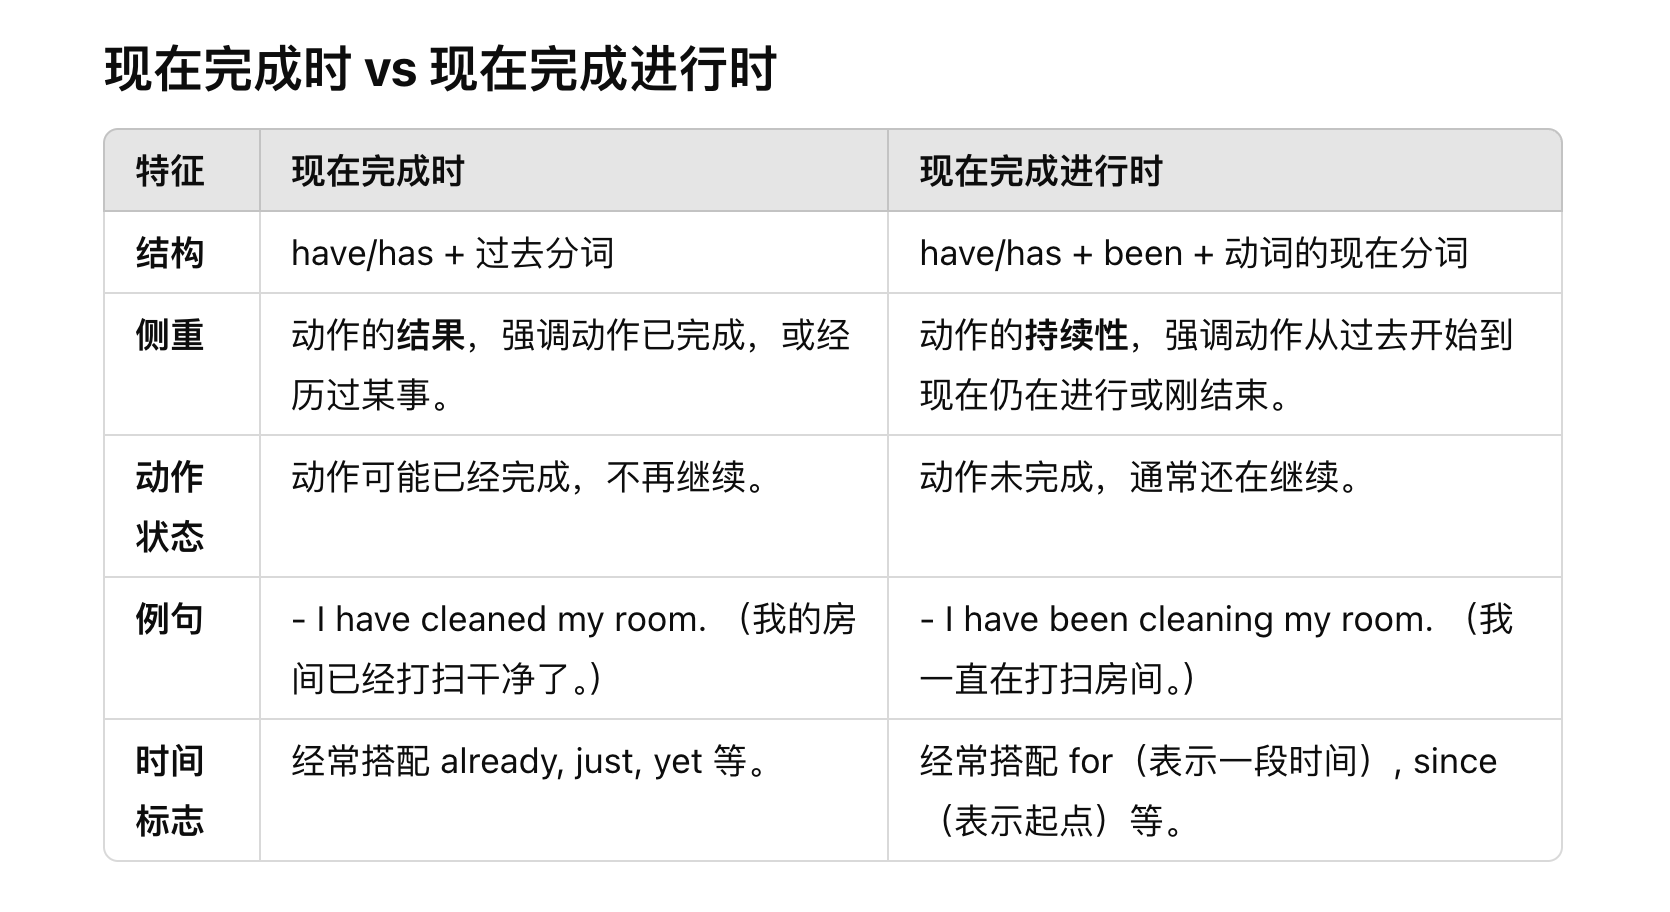 现在完成时 vs 现在完成进行时
特征 现在完成时 现在完成进行时
结构 have/has + 过去分词 have/has + been + 动词的现在分词
侧重 动作的结果，强调动作已完成，或经 动作的持续性，强调动作从过去开始到
历过某事。 现在仍在进行或刚结束。
动作 动作可能已经完成，不再继续。 动作未完成，通常还在继续。
状态
例句 - I have cleaned my room. （我的房 - I have been cleaning my room. （我
间已经打扫干净了。） 一直在打扫房间。）
时间 经常搭配 already, just, yet 等。 经常搭配 for（表示一段时间）, since
标志 （表示起点）等。